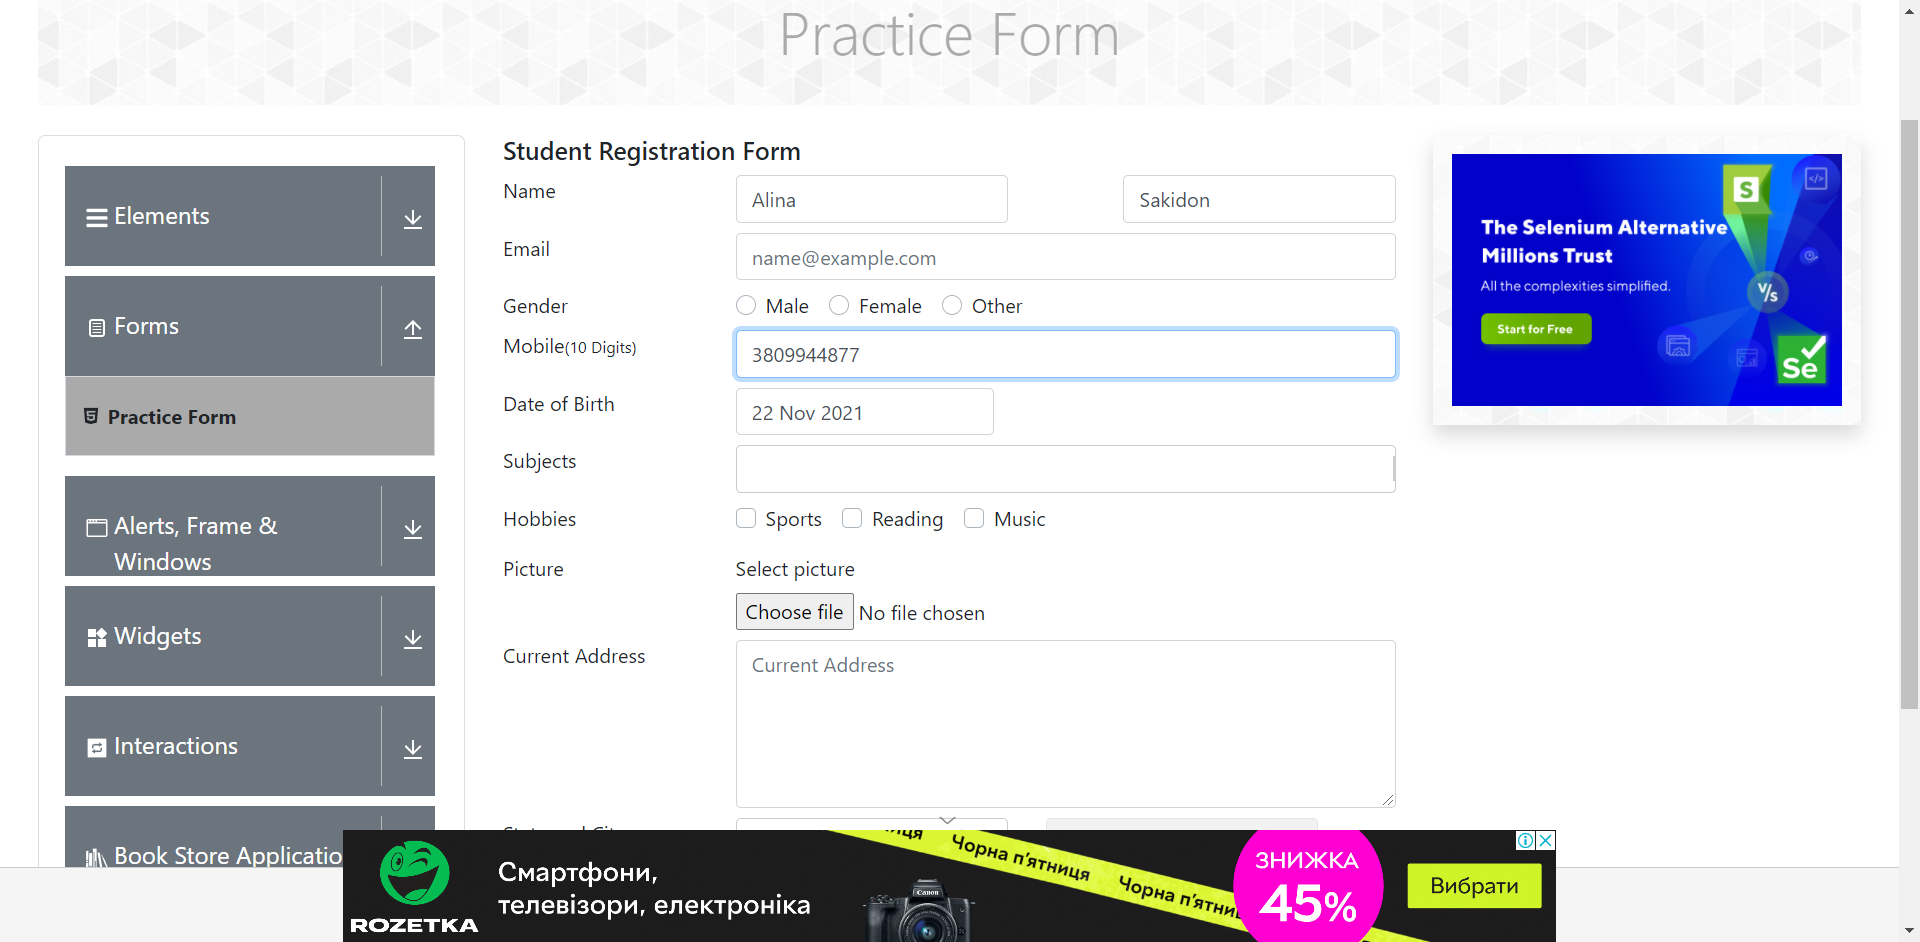 Practice Form
Elements
Forms
Practice Form
Alerts, Frame &
Windows
Widgets
Interactions
Book Store Applicatio
Student Registration Form
Name
Alina
Sakidon
Email
name@example.com
Gender
Male
Female
Other
Mobile(10 Digits)
3809944877
Date of Birth
22 Nov 2021
Subjects
Hobbies
Sports
Reading
Music
Picture
Select picture
Choose file No file chosen
Current Address
Current Address
The Selenium Alternative
Millions Trust
All the complexities simplified.
Start for Free
S
V/s
Se
ROZETKA
Смартфони,
телевізори, електроніка
Canon
Чорна п'ятниця
ЗНИЖКА
45%
Вибрати